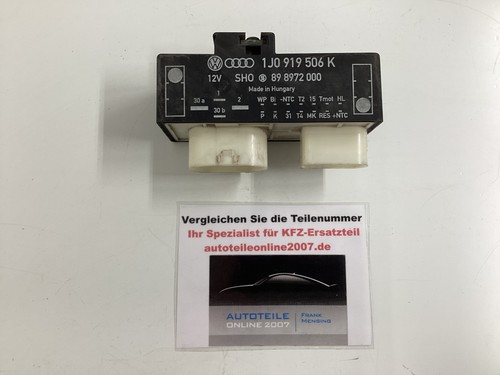 1J0 919 506 K
12V SHO 89 8972 000
Made in Hungary
1 2
30 a
30 b
WP Bi -NTC T2 15 Tmot HL
P K 31 T4 MK RES +NTC
Vergleichen Sie die Teilenummer
Ihr Spezialist für KFZ-Ersatzteil
autoteileonline2007.de
AUTOTEILE
ONLINE 2007
FRANK
MENSING